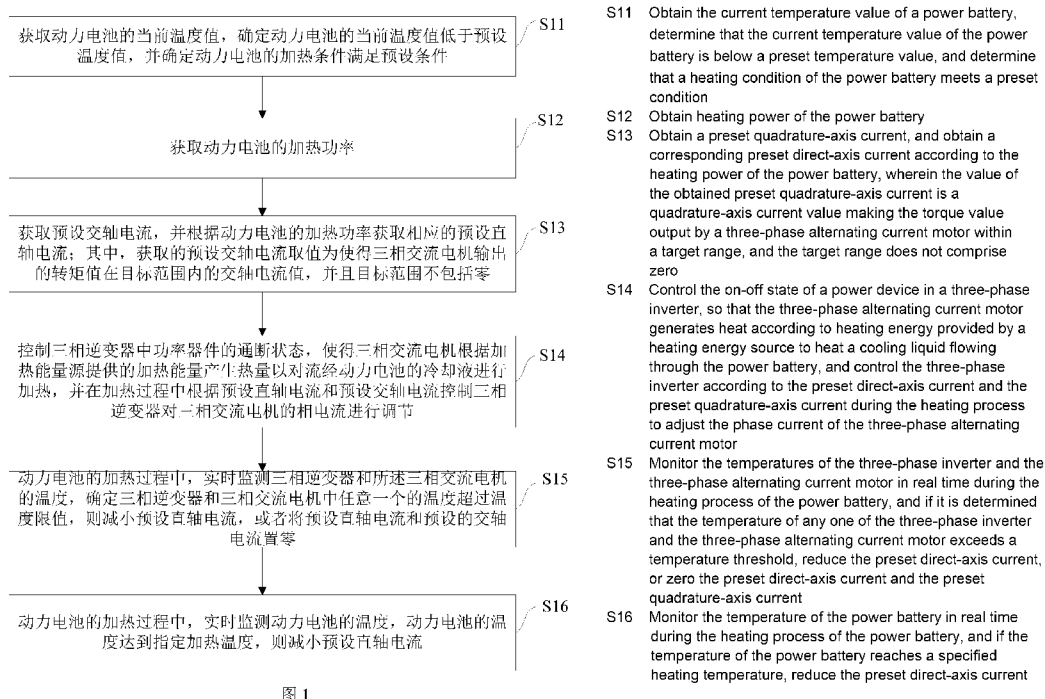 获取动力电池的当前温度值，确定动力电池的当前温度值低于预设
温度值，并确定动力电池的加热条件满足预设条件
S11
获取动力电池的加热功率
S12
获取预设交轴电流，并根据动力电池的加热功率获取相应的预设直
轴电流；其中，获取的预设交轴电流取值为使得三相交流电机输出
的转矩值在目标范围内的交轴电流值，并且目标范围不包括零
S13
控制三相逆变器中功率器件的通断状态，使得三相交流电机根据加
热能量源提供的加热能量产生热量以对流经动力电池的冷却液进行
加热，并在加热过程中根据预设直轴电流和预设交轴电流控制三相
逆变器对三相交流电机的相电流进行调节
S14
动力电池的加热过程中，实时监测三相逆变器和所述三相交流电机
的温度，确定三相逆变器和三相交流电机中任意一个的温度超过温
度限值，则减小预设直轴电流，或者将预设直轴电流和预设的交轴
电流置零
S15
动力电池的加热过程中，实时监测动力电池的温度，动力电池的温
度达到指定加热温度，则减小预设直轴电流
S16
图 1
S11 Obtain the current temperature value of a power battery,
determine that the current temperature value of the power
battery is below a preset temperature value, and determine
that a heating condition of the power battery meets a preset
condition
S12 Obtain heating power of the power battery
S13 Obtain a preset quadrature-axis current, and obtain a
corresponding preset direct-axis current according to the
heating power of the power battery, wherein the value of
the obtained preset quadrature-axis current is a
quadrature-axis current value making the torque value
output by a three-phase alternating current motor within
a target range, and the target range does not comprise
zero
S14 Control the on-off state of a power device in a three-phase
inverter, so that the three-phase alternating current motor
generates heat according to heating energy provided by a
heating energy source to heat a cooling liquid flowing
through the power battery, and control the three-phase
inverter according to the preset direct-axis current and the
preset quadrature-axis current during the heating process
to adjust the phase current of the three-phase alternating
current motor
S15 Monitor the temperatures of the three-phase inverter and the
three-phase alternating current motor in real time during the
heating process of the power battery, and if it is determined
that the temperature of any one of the three-phase inverter
and the three-phase alternating current motor exceeds a
temperature threshold, reduce the preset direct-axis current,
or zero the preset direct-axis current and the preset
quadrature-axis current
S16 Monitor the temperature of the power battery in real time
during the heating process of the power battery, and if the
temperature of the power battery reaches a specified
heating temperature, reduce the preset direct-axis current